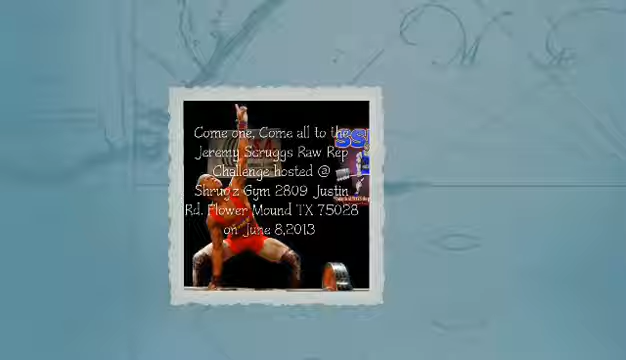 Come one, Come all to the
Jeremy Scruggs Raw Rep
Challenge hosted @
Shrugz Gym 2809 Justin
Rd. Flower Mound TX 75028
on June 8,2013
SS